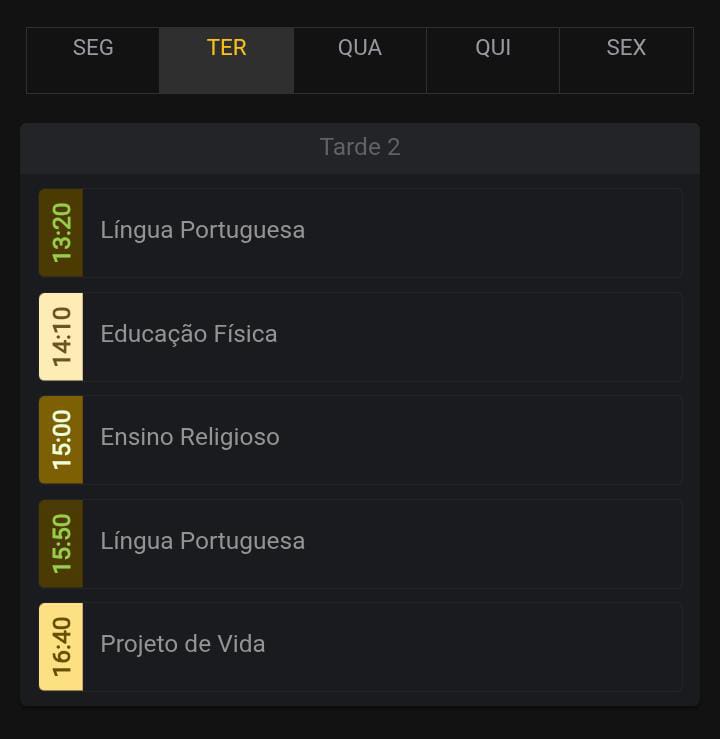 SEG
TER
QUA
QUI
SEX
Tarde 2
13:20
Língua Portuguesa
14:10
Educação Física
15:00
Ensino Religioso
15:50
Língua Portuguesa
16:40
Projeto de Vida